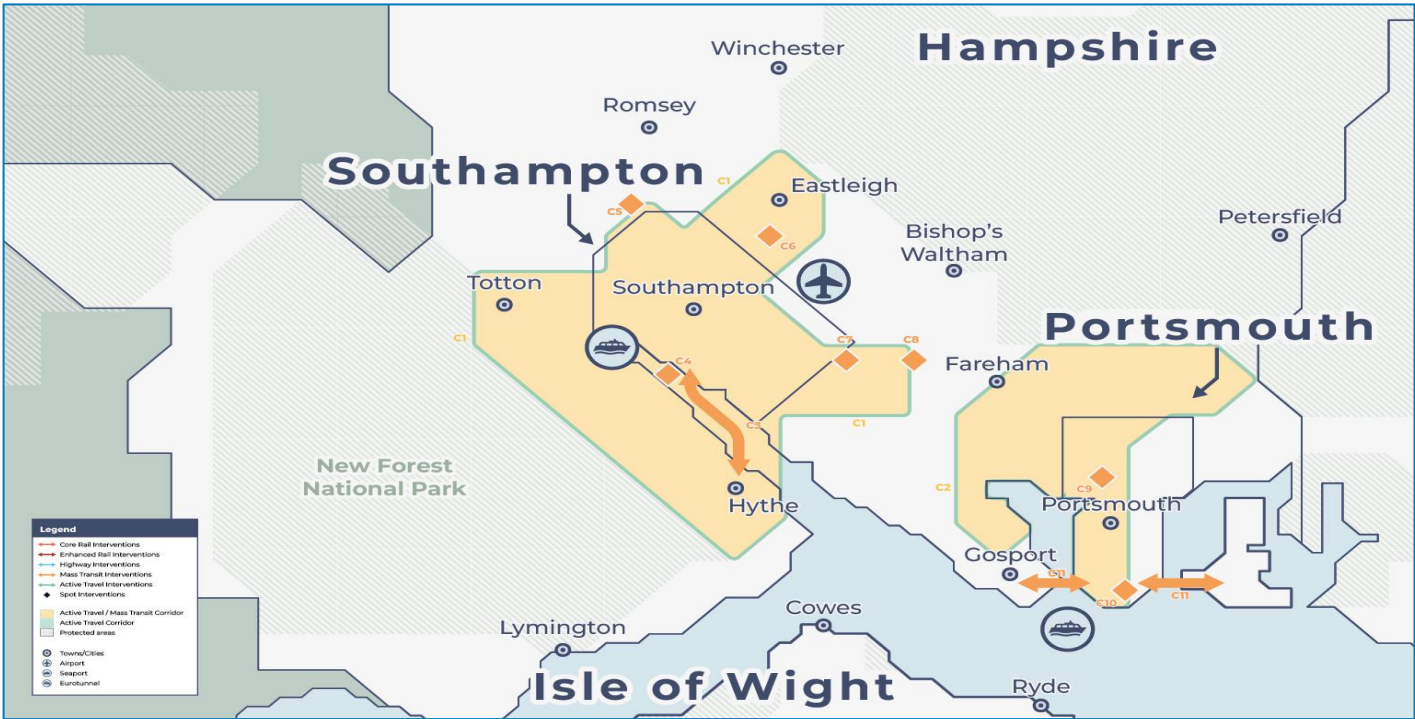 Hampshire
Winchester
Romsey
Southampton
C1
Eastleigh
C5
C6
Petersfield
Bishop's
Waltham
Totton
Southampton
Portsmouth
C1
C7
C8
C4
Fareham
C3
C1
New Forest
National Park
C2
C9
Hythe
Portsmouth
Gosport
C11
C10
C11
Cowes
Lymington
Isle of Wight
Ryde
Legend
Core Rail Interventions
Enhanced Rail Interventions
Highway Interventions
Mass Transit Interventions
Active Travel Interventions
Spot Interventions
Active Travel / Mass Transit Corridor
Active Travel Corridor
Protected areas
Towns/Cities
Airport
Seaport
Eurotunnel